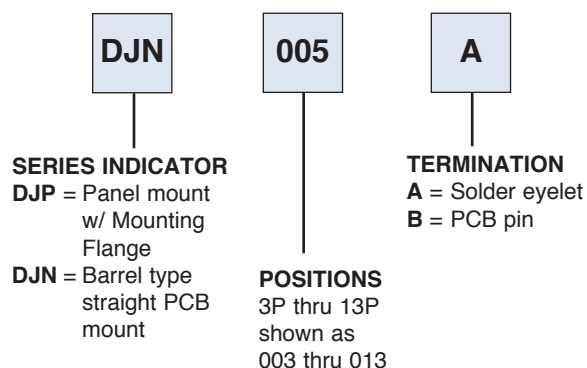 DJN
005
A
SERIES INDICATOR
DJP = Panel mount
w/ Mounting
Flange
DJN = Barrel type
straight PCB
mount
POSITIONS
3P thru 13P
shown as
003 thru 013
TERMINATION
A = Solder eyelet
B = PCB pin